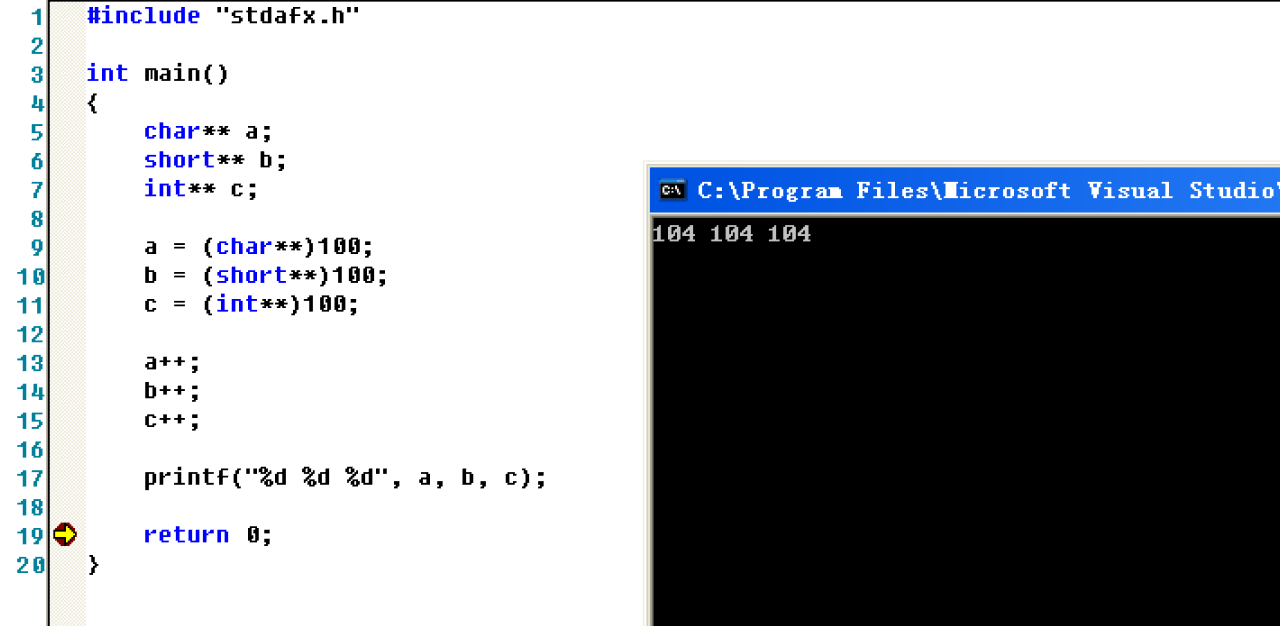 1 #include "stdafx.h"
2
3 int main()
4 {
5 char** a;
6 short** b;
7 int** c;
8
9 a = (char**)100;
10 b = (short**)100;
11 c = (int**)100;
12
13 a++;
14 b++;
15 c++;
16
17 printf("%d %d %d", a, b, c);
18
19 return 0;
20 }
C:\Program Files\Microsoft Visual Studio\
104 104 104